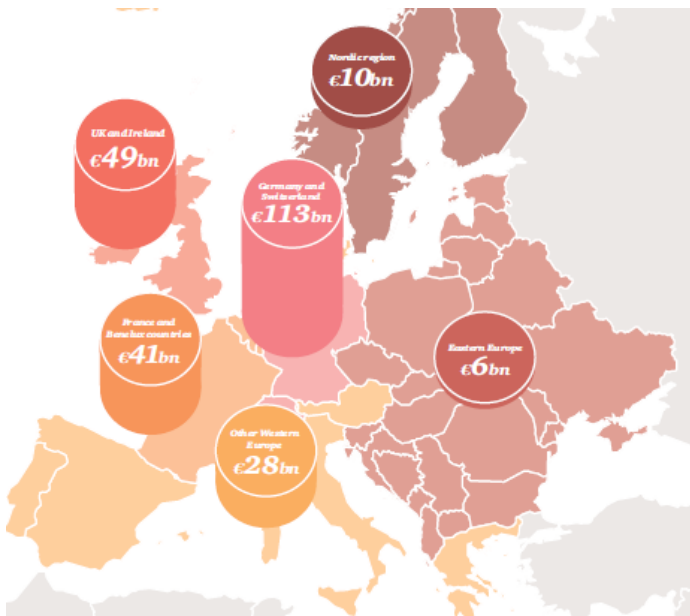 Nordic region
€10bn
UK and Ireland
€49bn
Germany and
Switzerland
€113bn
France and
Benelux countries
€41bn
Eastern Europe
€6bn
Other Western
Europe
€28bn